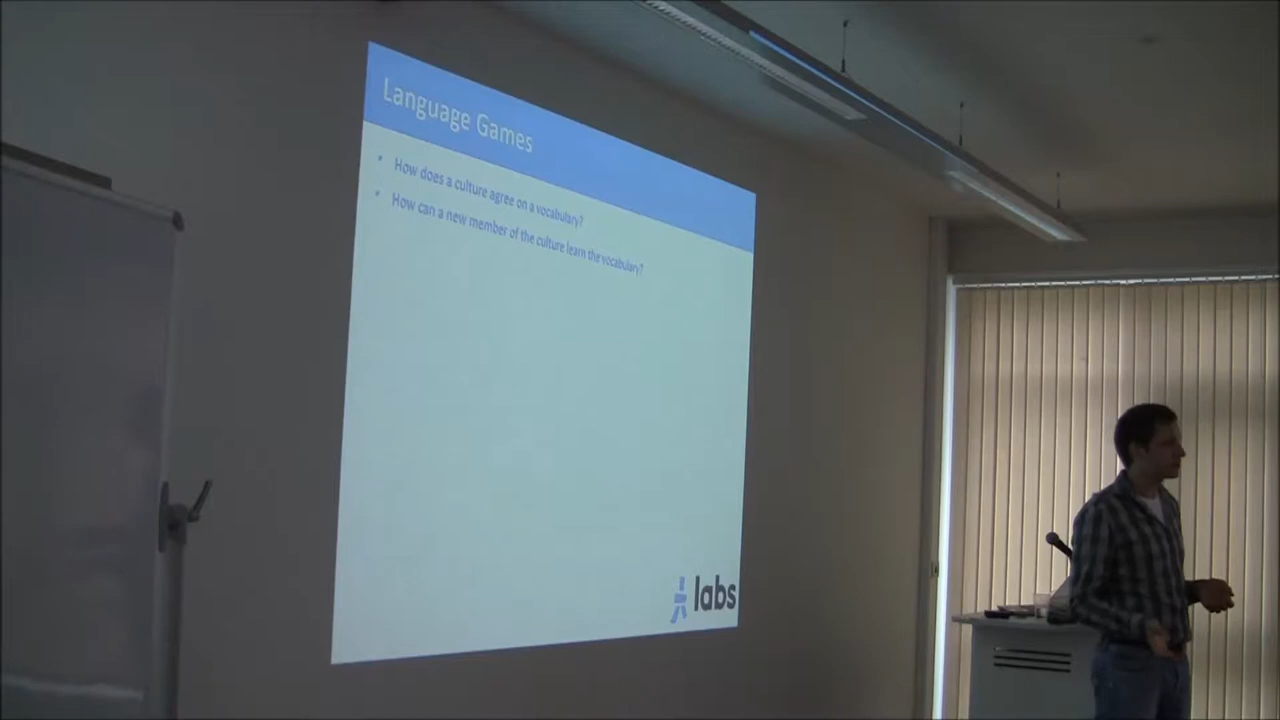 Language Games
• How does a culture agree on a vocabulary?
• How can a new member of the culture learn the vocabulary?
labs